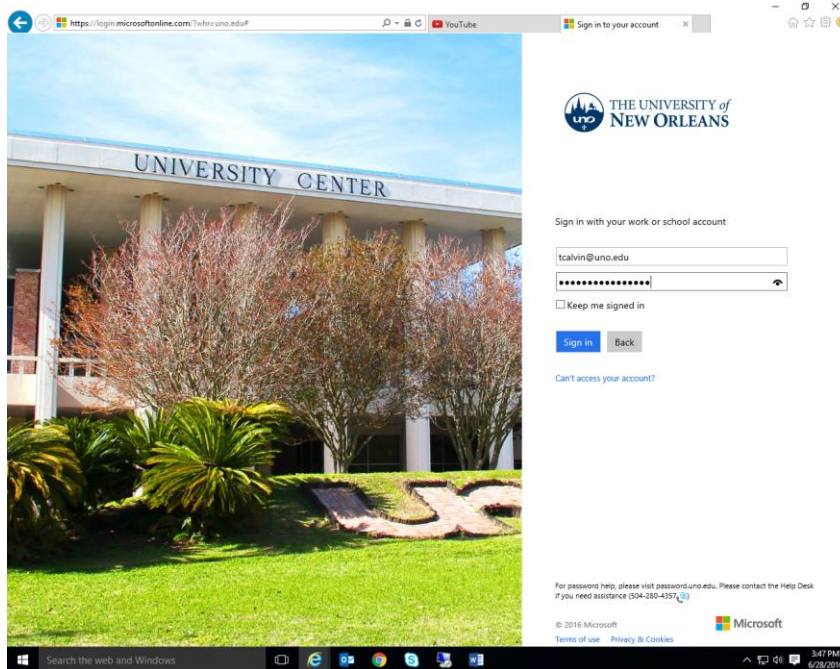 https://login.microsoftonline.com/?whr=uno.edu#
YouTube
Sign in to your account
UNIVERSITY CENTER
uno
THE UNIVERSITY of
NEW ORLEANS
Sign in with your work or school account
tcalvin@uno.edu
Keep me signed in
Sign in
Back
Can't access your account?
For password help, please visit password.uno.edu. Please contact the Help Desk
if you need assistance (504-280-4357)
© 2016 Microsoft
Microsoft
Terms of use
Privacy & Cookies
Search the web and Windows
3:47 PM